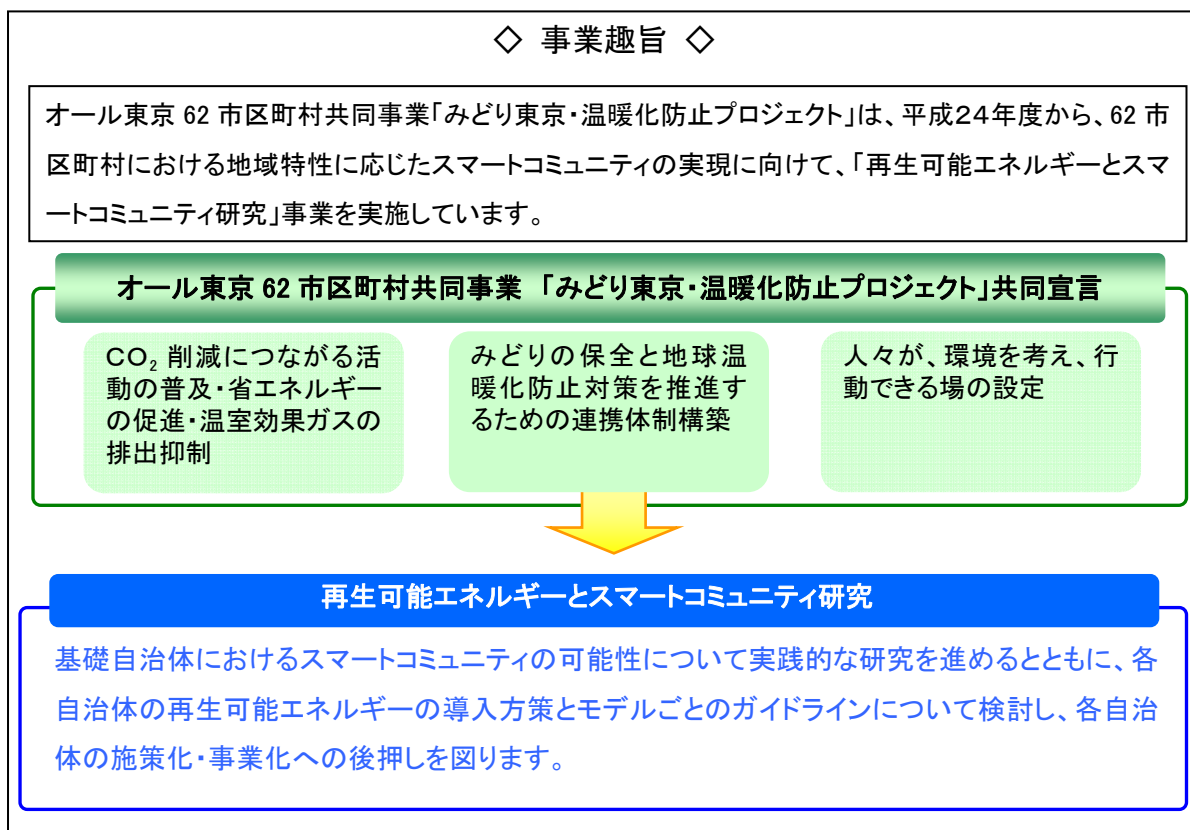 ◇ 事業趣旨 ◇
オール東京 62 市区町村共同事業「みどり東京・温暖化防止プロジェクト」は、平成２４年度から、62 市
区町村における地域特性に応じたスマートコミュニティの実現に向けて、「再生可能エネルギーとスマ
ートコミュニティ研究」事業を実施しています。
オール東京 62 市区町村共同事業 「みどり東京・温暖化防止プロジェクト」共同宣言
ＣＯ₂ 削減につながる活
動の普及・省エネルギー
の促進・温室効果ガスの
排出抑制
みどりの保全と地球温
暖化防止対策を推進す
るための連携体制構築
人々が、環境を考え、行
動できる場の設定
再生可能エネルギーとスマートコミュニティ研究
基礎自治体におけるスマートコミュニティの可能性について実践的な研究を進めるとともに、各
自治体の再生可能エネルギーの導入方策とモデルごとのガイドラインについて検討し、各自治
体の施策化・事業化への後押しを図ります。